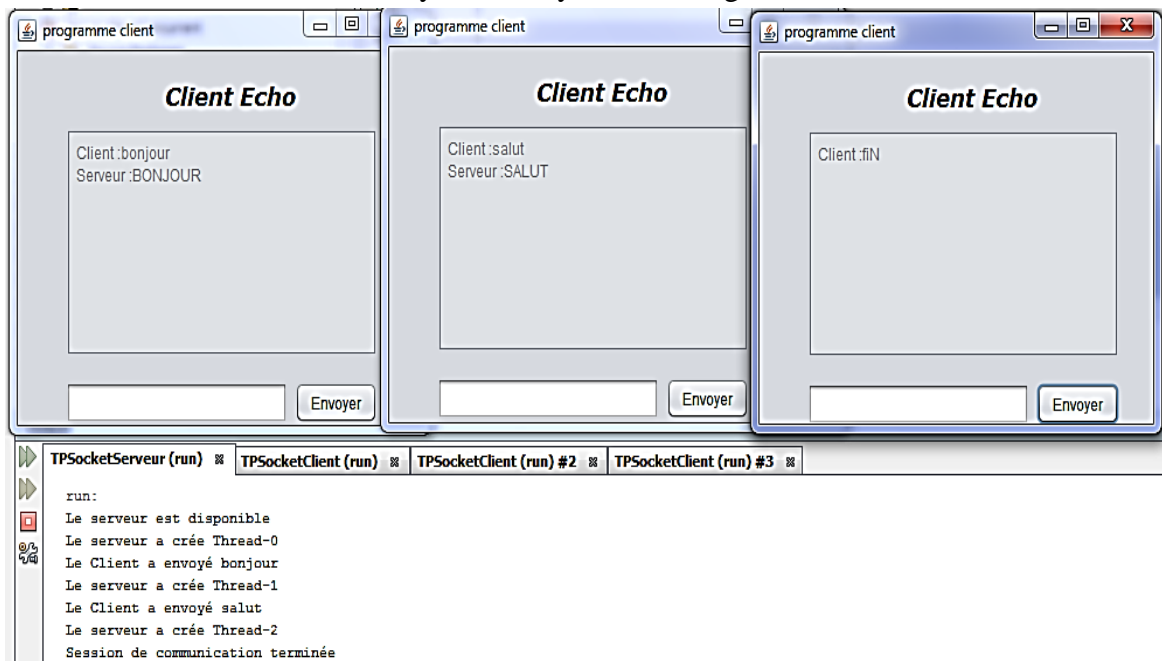 programme client
Client Echo
Client :bonjour
Serveur :BONJOUR
Envoyer
programme client
Client Echo
Client :salut
Serveur :SALUT
Envoyer
programme client
Client Echo
Client :fiN
Envoyer
TPSocketServeur (run) TPSocketClient (run) TPSocketClient (run) #2 TPSocketClient (run) #3
run:
Le serveur est disponible
Le serveur a crée Thread-0
Le Client a envoyé bonjour
Le serveur a crée Thread-1
Le Client a envoyé salut
Le serveur a crée Thread-2
Session de communication terminée